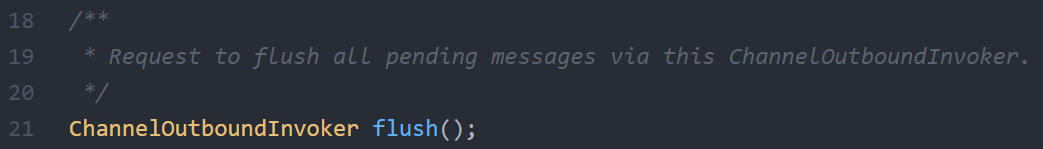 18 /**
19 * Request to flush all pending messages via this ChannelOutboundInvoker.
20 */
21 ChannelOutboundInvoker flush();